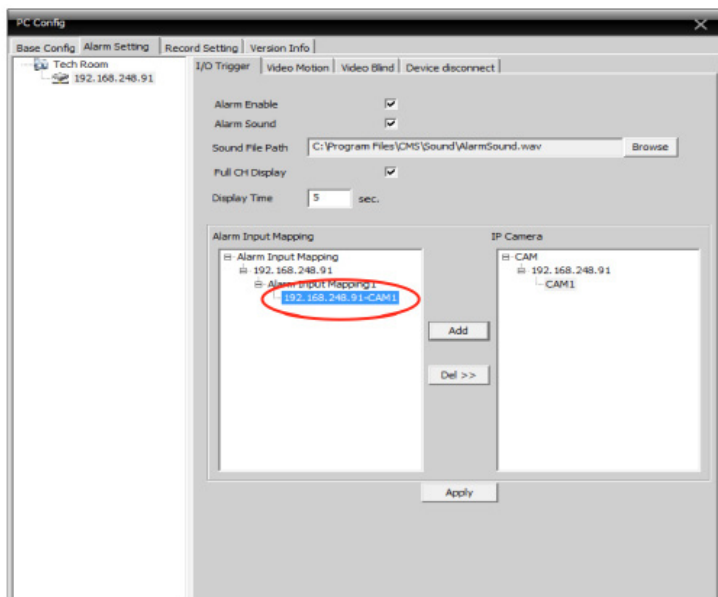 PC Config
Base Config Alarm Setting Record Setting Version Info
Tech Room
192.168.248.91
I/O Trigger Video Motion Video Blind Device disconnect
Alarm Enable
Alarm Sound
Sound File Path C:\Program Files\CMS\Sound\AlarmSound.wav Browse
Full CH Display
Display Time 5 sec.
Alarm Input Mapping IP Camera
Alarm Input Mapping CAM
192.168.248.91 192.168.248.91
Alarm Input Mapping1 CAM1
192.168.248.91-CAM1
Add
Del >>
Apply